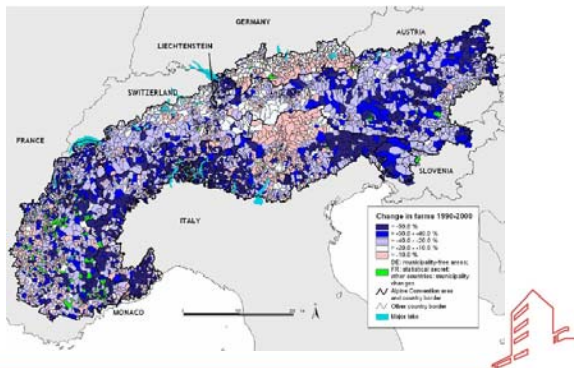 GERMANY
AUSTRIA
LIECHTENSTEIN
SWITZERLAND
FRANCE
SLOVENIA
ITALY
MONACO
Change in farms 1990-2000
DE: municipality-free areas;
FR: statistical secret;
other countries: municipality
changes
Alpine Convention area
and country border
Other country border
Major lake